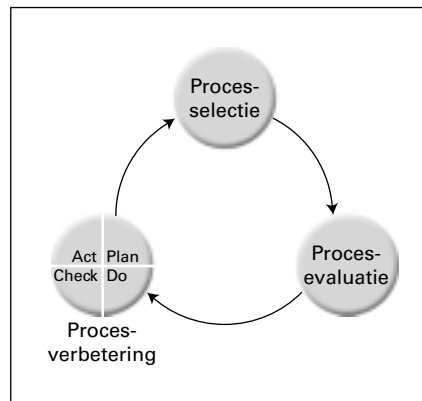 Proces-
selectie
Proces-
evaluatie
Act Plan
Check Do
Proces-
verbetering